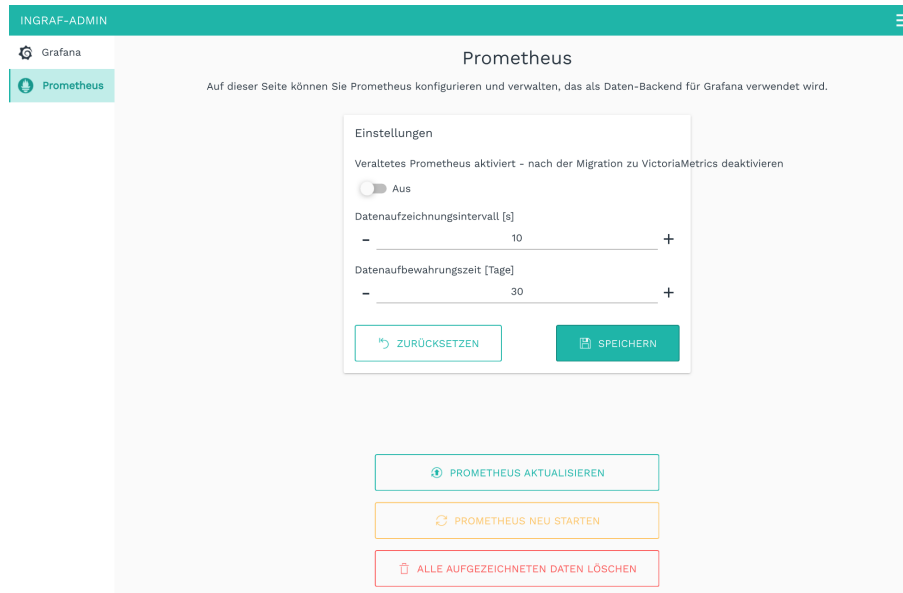 INGRAF-ADMIN
Grafana
Prometheus
Prometheus
Auf dieser Seite können Sie Prometheus konfigurieren und verwalten, das als Daten-Backend für Grafana verwendet wird.
Einstellungen
Veraltetes Prometheus aktiviert - nach der Migration zu VictoriaMetrics deaktivieren
Aus
Datenaufzeichnungsintervall [s]
- 10 +
Datenaufbewahrungszeit [Tage]
- 30 +
ZURÜCKSETZEN
SPEICHERN
PROMETHEUS AKTUALISIEREN
PROMETHEUS NEU STARTEN
ALLE AUFGEZEICHNETEN DATEN LÖSCHEN